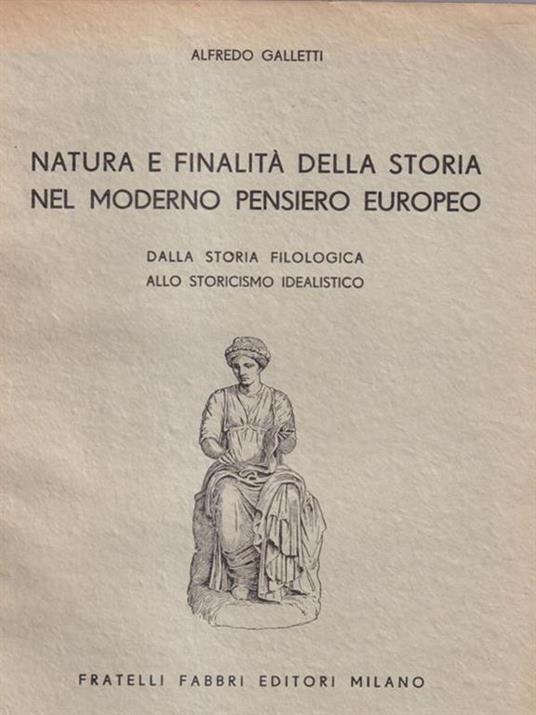 ALFREDO GALLETTI
NATURA E FINALITÀ DELLA STORIA
NEL MODERNO PENSIERO EUROPEO
DALLA STORIA FILOLOGICA
ALLO STORICISMO IDEALISTICO
FRATELLI FABBRI EDITORI MILANO